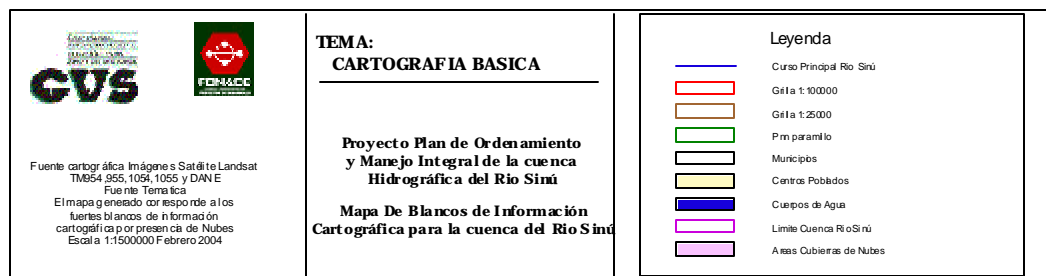 CVS
FONADE
Fuente cartográfica Imágenes Satélite Landsat
TM954,955,1054,1055 y DANE
Fuente Tematica
El mapa generado corresponde a los
fuertes blancos de información
cartográfica por presencia de Nubes
Escala 1:1500000 Febrero 2004
TEMA:
CARTOGRAFIA BASICA
Proyecto Plan de Ordenamiento
y Manejo Integral de la cuenca
Hidrográfica del Rio Sinú
Mapa De Blancos de Información
Cartográfica para la cuenca del Rio Sinú
Leyenda
Curso Principal Rio Sinú
Grilla 1:100000
Grilla 1:25000
Pnn paramillo
Municipios
Centros Poblados
Cuerpos de Agua
Limite Cuenca Rio Sinú
Areas Cubierras de Nubes